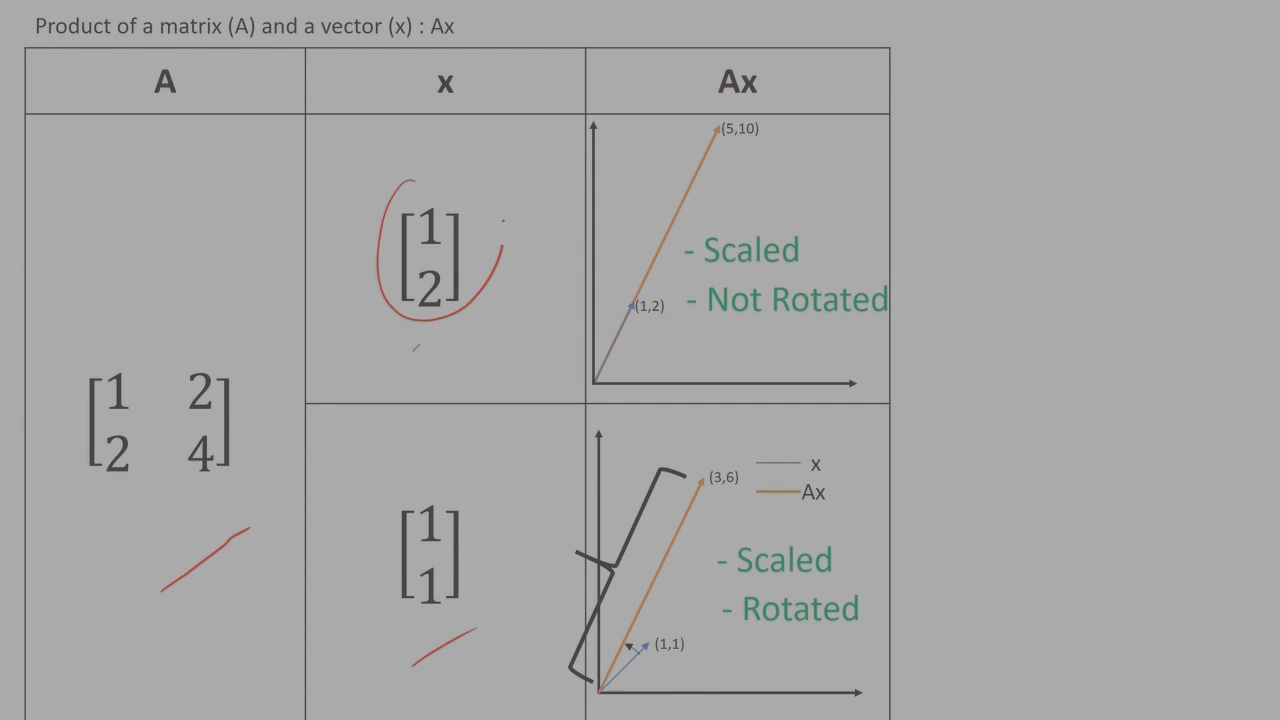 Product of a matrix (A) and a vector (x) : Ax
A x Ax
[1 2
2 4]
[1
2]
(5,10)
- Scaled
- Not Rotated
(1,2)
[1
1]
(3,6)
x
Ax
- Scaled
- Rotated
(1,1)